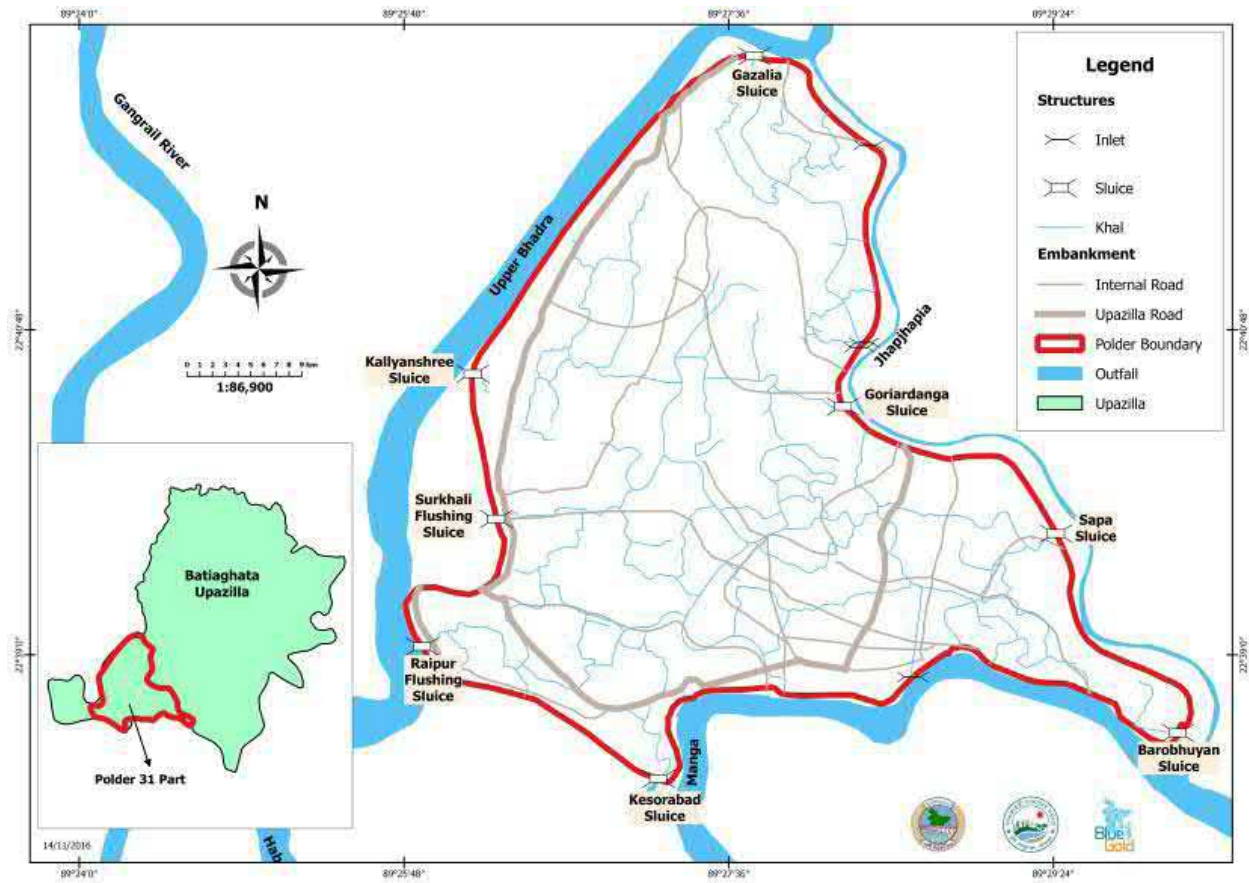 89°24'0"
89°25'48"
89°27'36"
89°29'24"
Gazalia
Sluice
Legend
Structures
Inlet
Sluice
Khal
Embankment
Internal Road
Upazilla Road
Polder Boundary
Outfall
Upazilla
Gangrail River
N
Upper Bhadra
22°40'48"
22°40'48"
0 1 2 3 4 5 6 7 8 9 km
1:86,900
Kallyanshree
Sluice
Jhapjhapia
Goriardanga
Sluice
Surkhali
Flushing
Sluice
Sapa
Sluice
Batiaghata
Upazilla
Polder 31 Part
22°39'0"
22°39'0"
Raipur
Flushing
Sluice
Manga
Kesorabad
Sluice
Barobhuyan
Sluice
Blue
Gold
14/11/2016
Hab
89°24'0"
89°25'48"
89°27'36"
89°29'24"